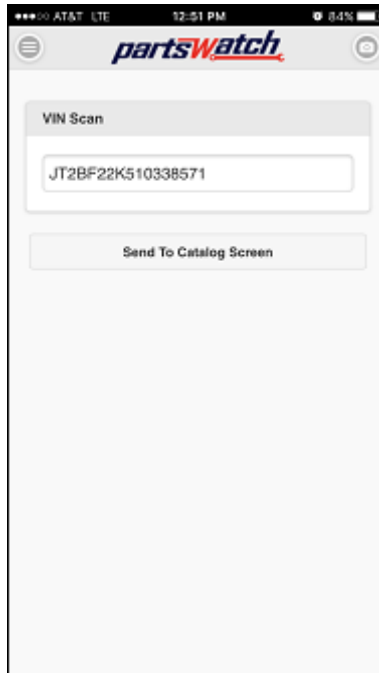 AT&T LTE 12:51 PM 84%
partswatch
VIN Scan
JT2BF22K510338571
Send To Catalog Screen